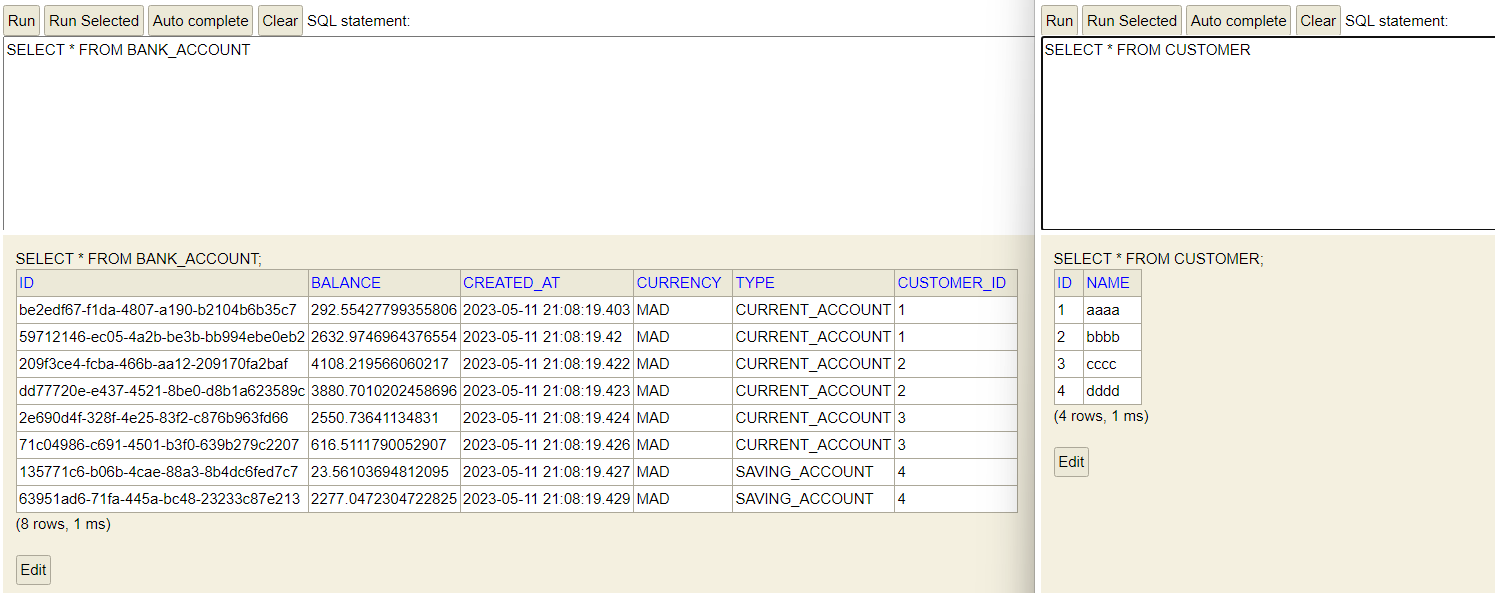 Run Run Selected Auto complete Clear SQL statement:
SELECT * FROM BANK_ACCOUNT
SELECT * FROM BANK_ACCOUNT;
ID BALANCE CREATED_AT CURRENCY TYPE CUSTOMER_ID
be2edf67-f1da-4807-a190-b2104b6b35c7 292.55427799355806 2023-05-11 21:08:19.403 MAD CURRENT_ACCOUNT 1
59712146-ec05-4a2b-be3b-bb994ebe0eb2 2632.9746964376554 2023-05-11 21:08:19.42 MAD CURRENT_ACCOUNT 1
209f3ce4-fcba-466b-aa12-209170fa2baf 4108.219566060217 2023-05-11 21:08:19.422 MAD CURRENT_ACCOUNT 2
dd77720e-e437-4521-8be0-d8b1a623589c 3880.7010202458696 2023-05-11 21:08:19.423 MAD CURRENT_ACCOUNT 2
2e690d4f-328f-4e25-83f2-c876b963fd66 2550.73641134831 2023-05-11 21:08:19.424 MAD CURRENT_ACCOUNT 3
71c04986-c691-4501-b3f0-639b279c2207 616.5111790052907 2023-05-11 21:08:19.426 MAD CURRENT_ACCOUNT 3
135771c6-b06b-4cae-88a3-8b4dc6fed7c7 23.56103694812095 2023-05-11 21:08:19.427 MAD SAVING_ACCOUNT 4
63951ad6-71fa-445a-bc48-23233c87e213 2277.0472304722825 2023-05-11 21:08:19.429 MAD SAVING_ACCOUNT 4
(8 rows, 1 ms)
Edit
Run Run Selected Auto complete Clear SQL statement:
SELECT * FROM CUSTOMER
SELECT * FROM CUSTOMER;
ID NAME
1 aaaa
2 bbbb
3 cccc
4 dddd
(4 rows, 1 ms)
Edit